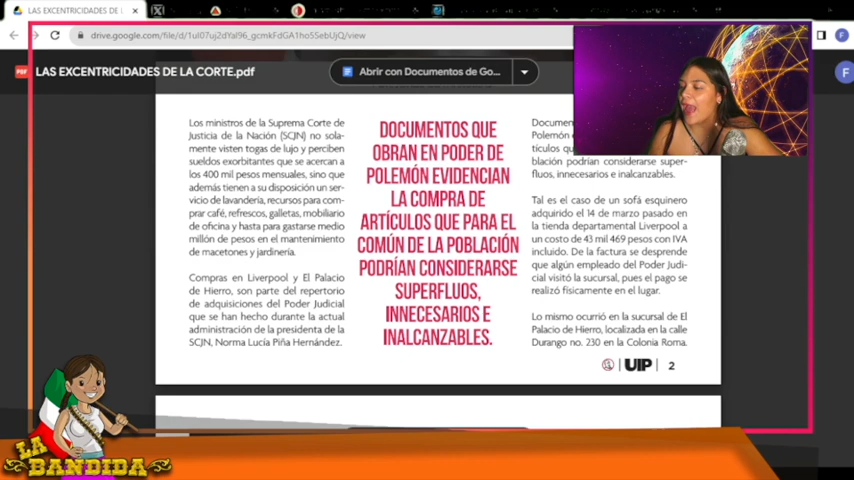 LAS EXCENTRICIDADES DE L
drive.google.com/file/d/1ul07uj2dYal96_gcmkFdGA1ho5SebUjQ/view
PDF LAS EXCENTRICIDADES DE LA CORTE.pdf
Abrir con Documentos de Go...
F
F
Los ministros de la Suprema Corte de
Justicia de la Nación (SCJN) no sola-
mente visten togas de lujo y perciben
sueldos exorbitantes que se acercan a
los 400 mil pesos mensuales, sino que
además tienen a su disposición un ser-
vicio de lavandería, recursos para com-
prar café, refrescos, galletas, mobiliario
de oficina y hasta para gastarse medio
millón de pesos en el mantenimiento
de macetones y jardinería.
Compras en Liverpool y El Palacio
de Hierro, son parte del repertorio
de adquisiciones del Poder Judicial
que se han hecho durante la actual
administración de la presidenta de la
SCJN, Norma Lucía Piña Hernández.
DOCUMENTOS QUE
OBRAN EN PODER DE
POLEMÓN EVIDENCIAN
LA COMPRA DE
ARTÍCULOS QUE PARA EL
COMÚN DE LA POBLACIÓN
PODRÍAN CONSIDERARSE
SUPERFLUOS,
INNECESARIOS E
INALCANZABLES.
Documen
Polemón
tículos qu
blación podrían considerarse super-
fluos, innecesarios e inalcanzables.
Tal es el caso de un sofá esquinero
adquirido el 14 de marzo pasado en
la tienda departamental Liverpool a
un costo de 43 mil 469 pesos con IVA
incluido. De la factura se desprende
que algún empleado del Poder Judi-
cial visitó la sucursal, pues el pago se
realizó físicamente en el lugar.
Lo mismo ocurrió en la sucursal de El
Palacio de Hierro, localizada en la calle
Durango no. 230 en la Colonia Roma.
UIP 2
LA
BANDIDA